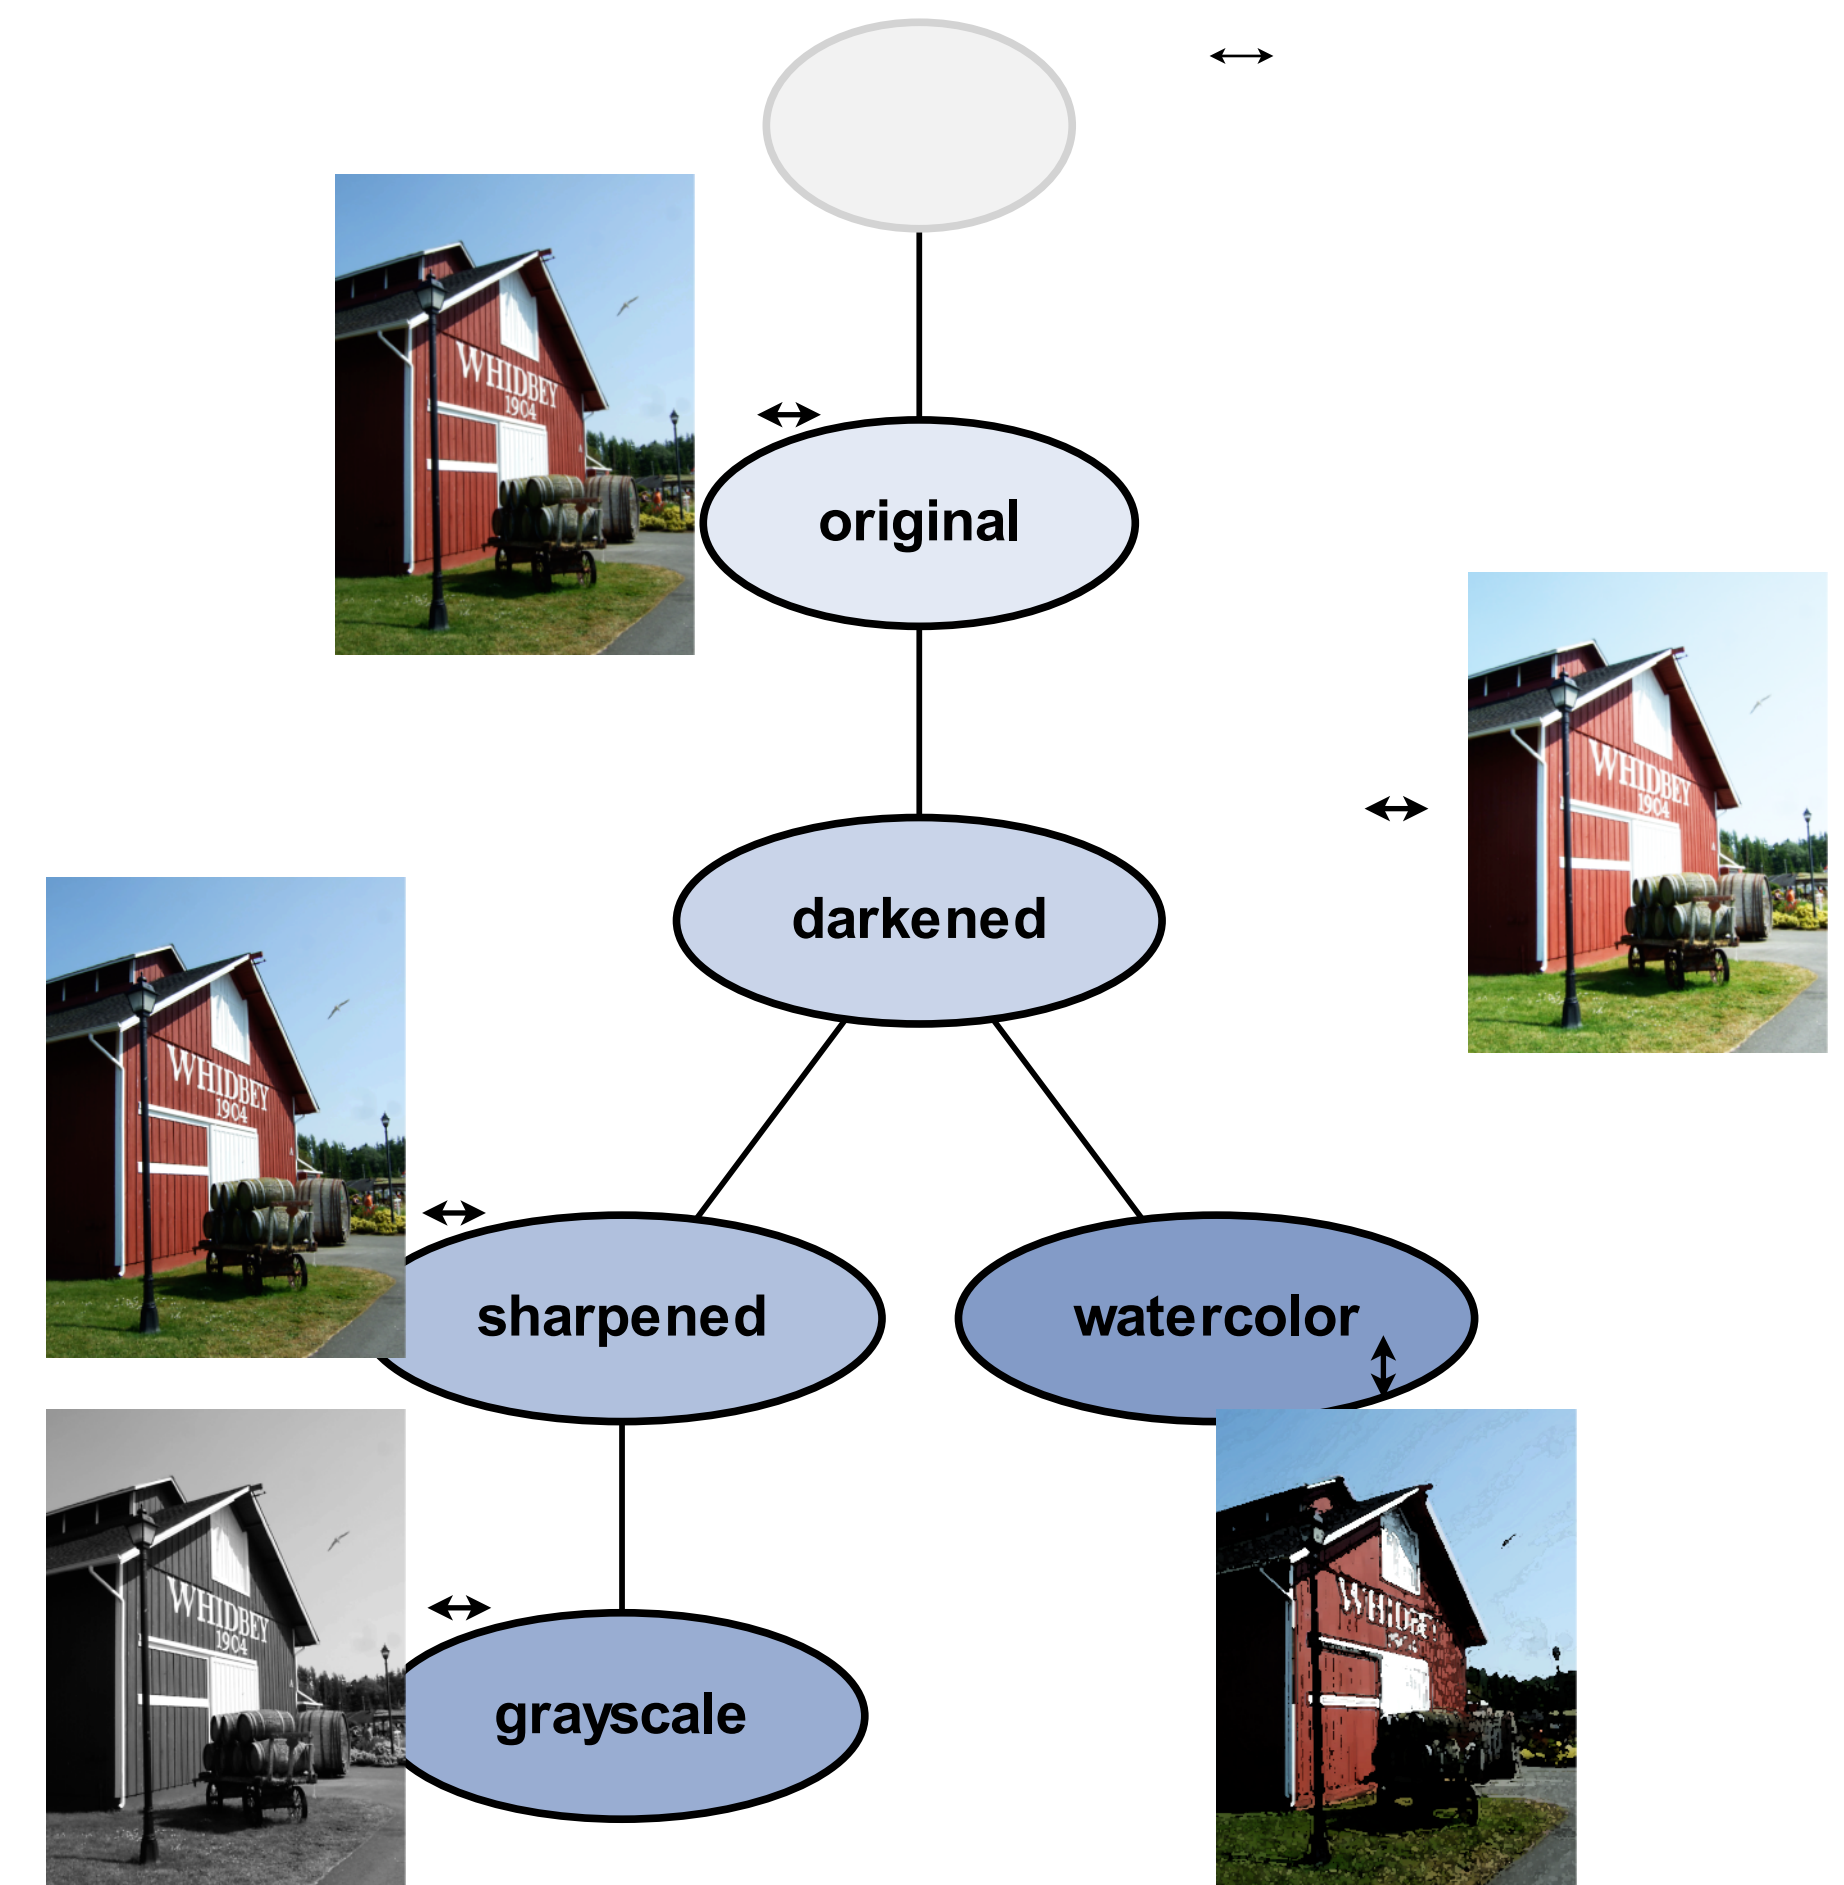 WHIDBEY
1904
original
WHIDBEY
1904
darkened
WHIDBEY
1904
sharpened
watercolor
WHIDBEY
1904
grayscale